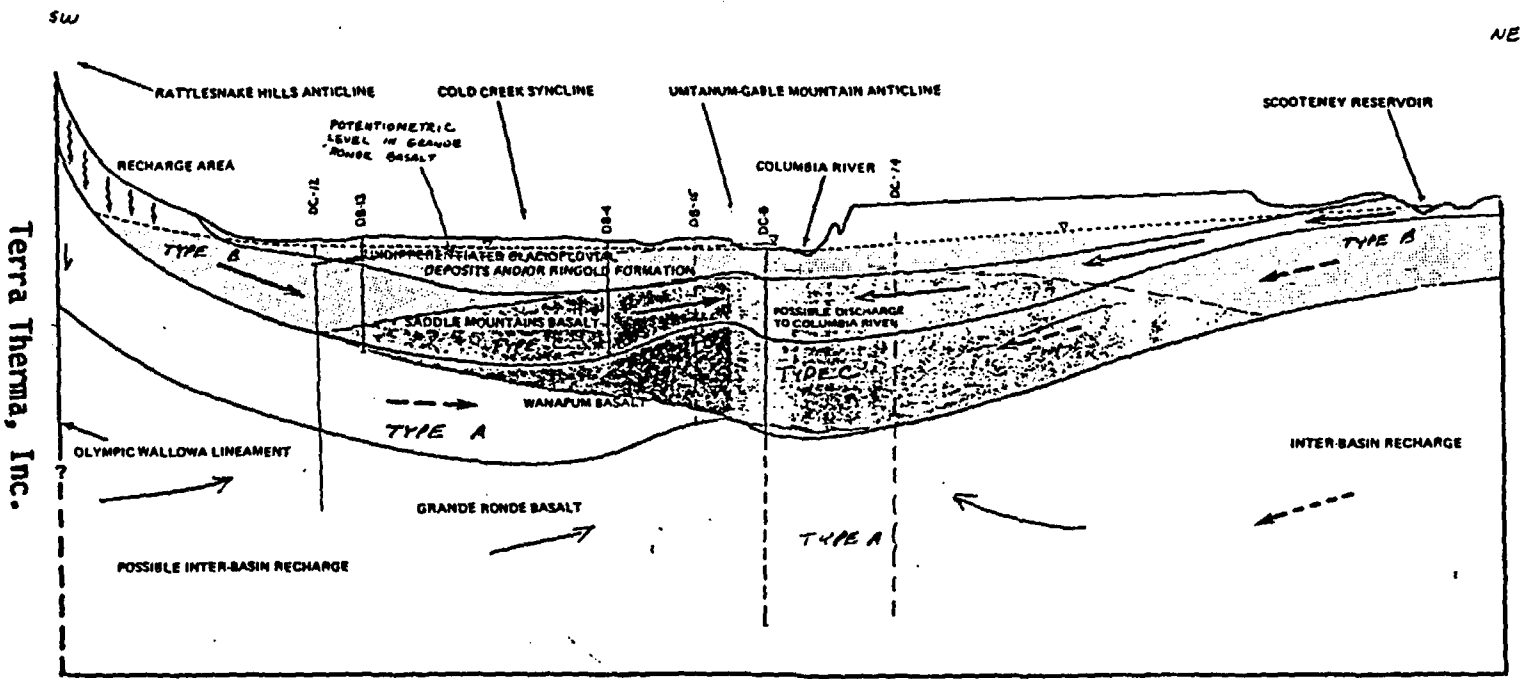 SW
NE
RATTLESNAKE HILLS ANTICLINE
COLD CREEK SYNCLINE
UMTANUM-GABLE MOUNTAIN ANTICLINE
SCOOTENEY RESERVOIR
POTENTIOMETRIC
LEVEL IN GRANDE
RONDE BASALT
RECHARGE AREA
COLUMBIA RIVER
DC-12
DB-13
DB-4
DB-15
DC-14
TYPE B
UNDIFFERENTIATED GLACIOFLUVIAL
DEPOSITS AND/OR RINGOLD FORMATION
TYPE B
SADDLE MOUNTAINS BASALT
TYPE
POSSIBLE DISCHARGE
TO COLUMBIA RIVER
TYPE C
WANAPUM BASALT
TYPE A
OLYMPIC WALLOWA LINEAMENT
?
INTER-BASIN RECHARGE
GRANDE RONDE BASALT
TYPE A
POSSIBLE INTER-BASIN RECHARGE
Terra Therma, Inc.